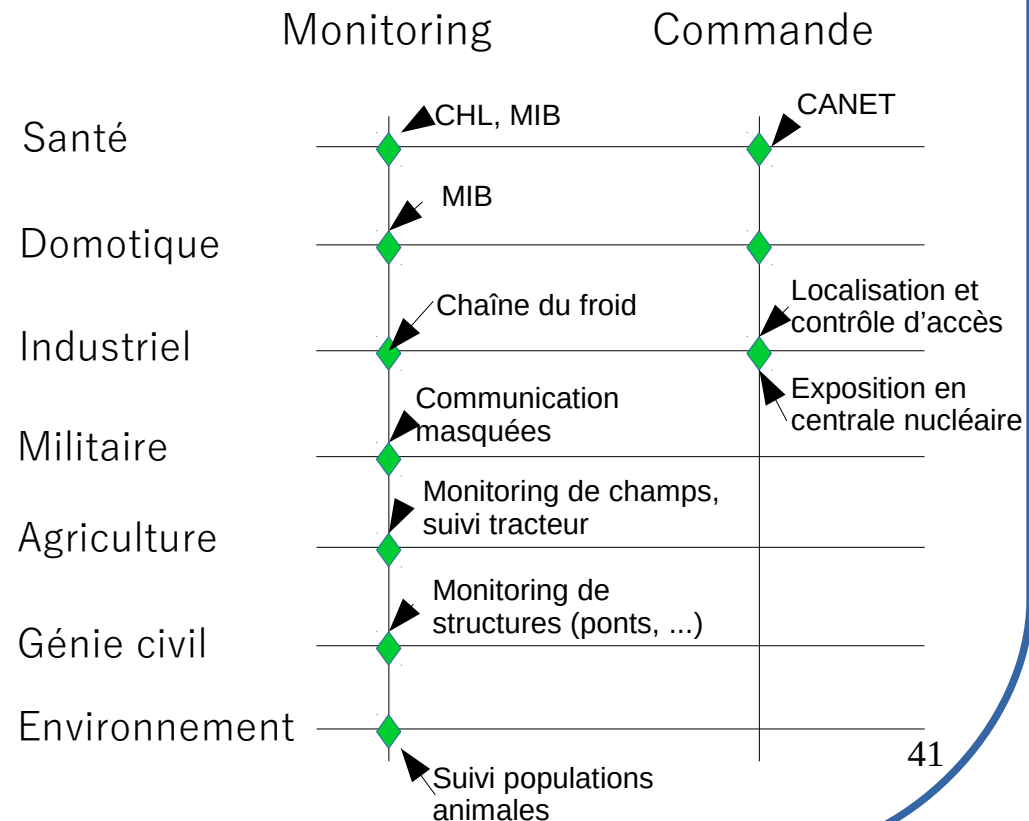 Monitoring
Commande
Santé
CHL, MIB
CANET
MIB
Domotique
Chaîne du froid
Localisation et
contrôle d'accès
Industriel
Exposition en
centrale nucléaire
Communication
masquées
Militaire
Monitoring de champs,
suivi tracteur
Agriculture
Monitoring de
structures (ponts, ...)
Génie civil
Environnement
41
Suivi populations
animales